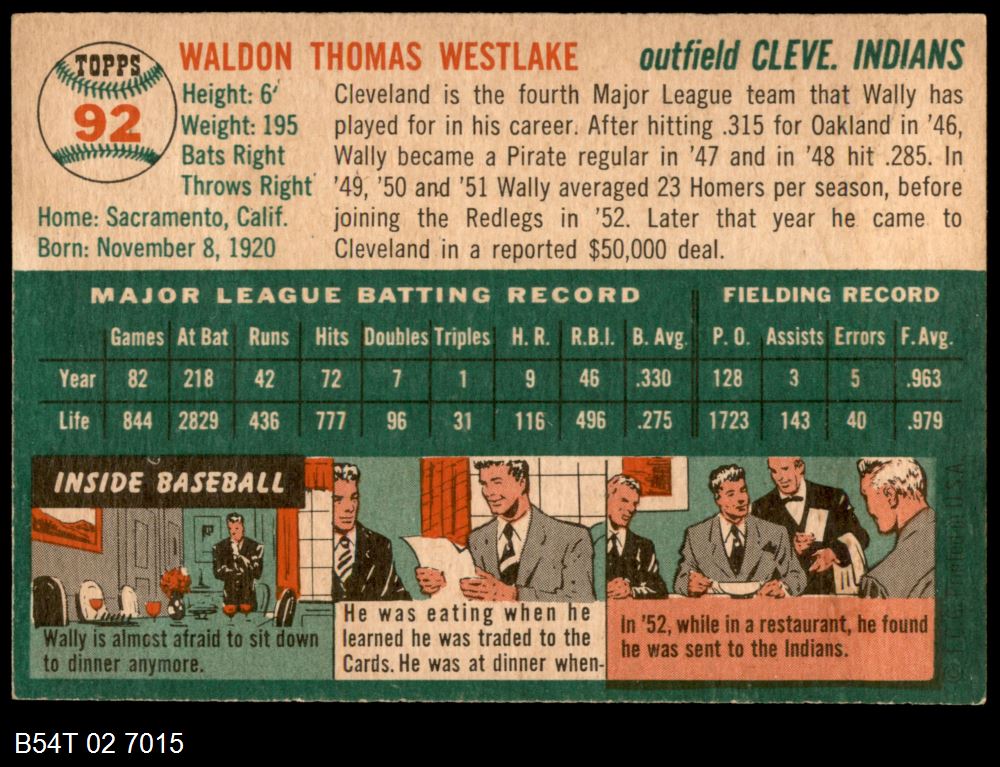 TOPPS
92
WALDON THOMAS WESTLAKE
outfield CLEVE. INDIANS
Height: 6'
Weight: 195
Bats Right
Throws Right
Home: Sacramento, Calif.
Born: November 8, 1920
Cleveland is the fourth Major League team that Wally has
played for in his career. After hitting .315 for Oakland in '46,
Wally became a Pirate regular in '47 and in '48 hit .285. In
'49, '50 and '51 Wally averaged 23 Homers per season, before
joining the Redlegs in '52. Later that year he came to
Cleveland in a reported $50,000 deal.
MAJOR LEAGUE BATTING RECORD FIELDING RECORD
Games At Bat Runs Hits Doubles Triples H. R. R.B.I. B. Avg. P. O. Assists Errors F. Avg.
Year 82 218 42 72 7 1 9 46 .330 128 3 5 .963
Life 844 2829 436 777 96 31 116 496 .275 1723 143 40 .979
INSIDE BASEBALL
Wally is almost afraid to sit down
to dinner anymore.
He was eating when he
learned he was traded to the
Cards. He was at dinner when-
In '52, while in a restaurant, he found
he was sent to the Indians.
B54T 02 7015